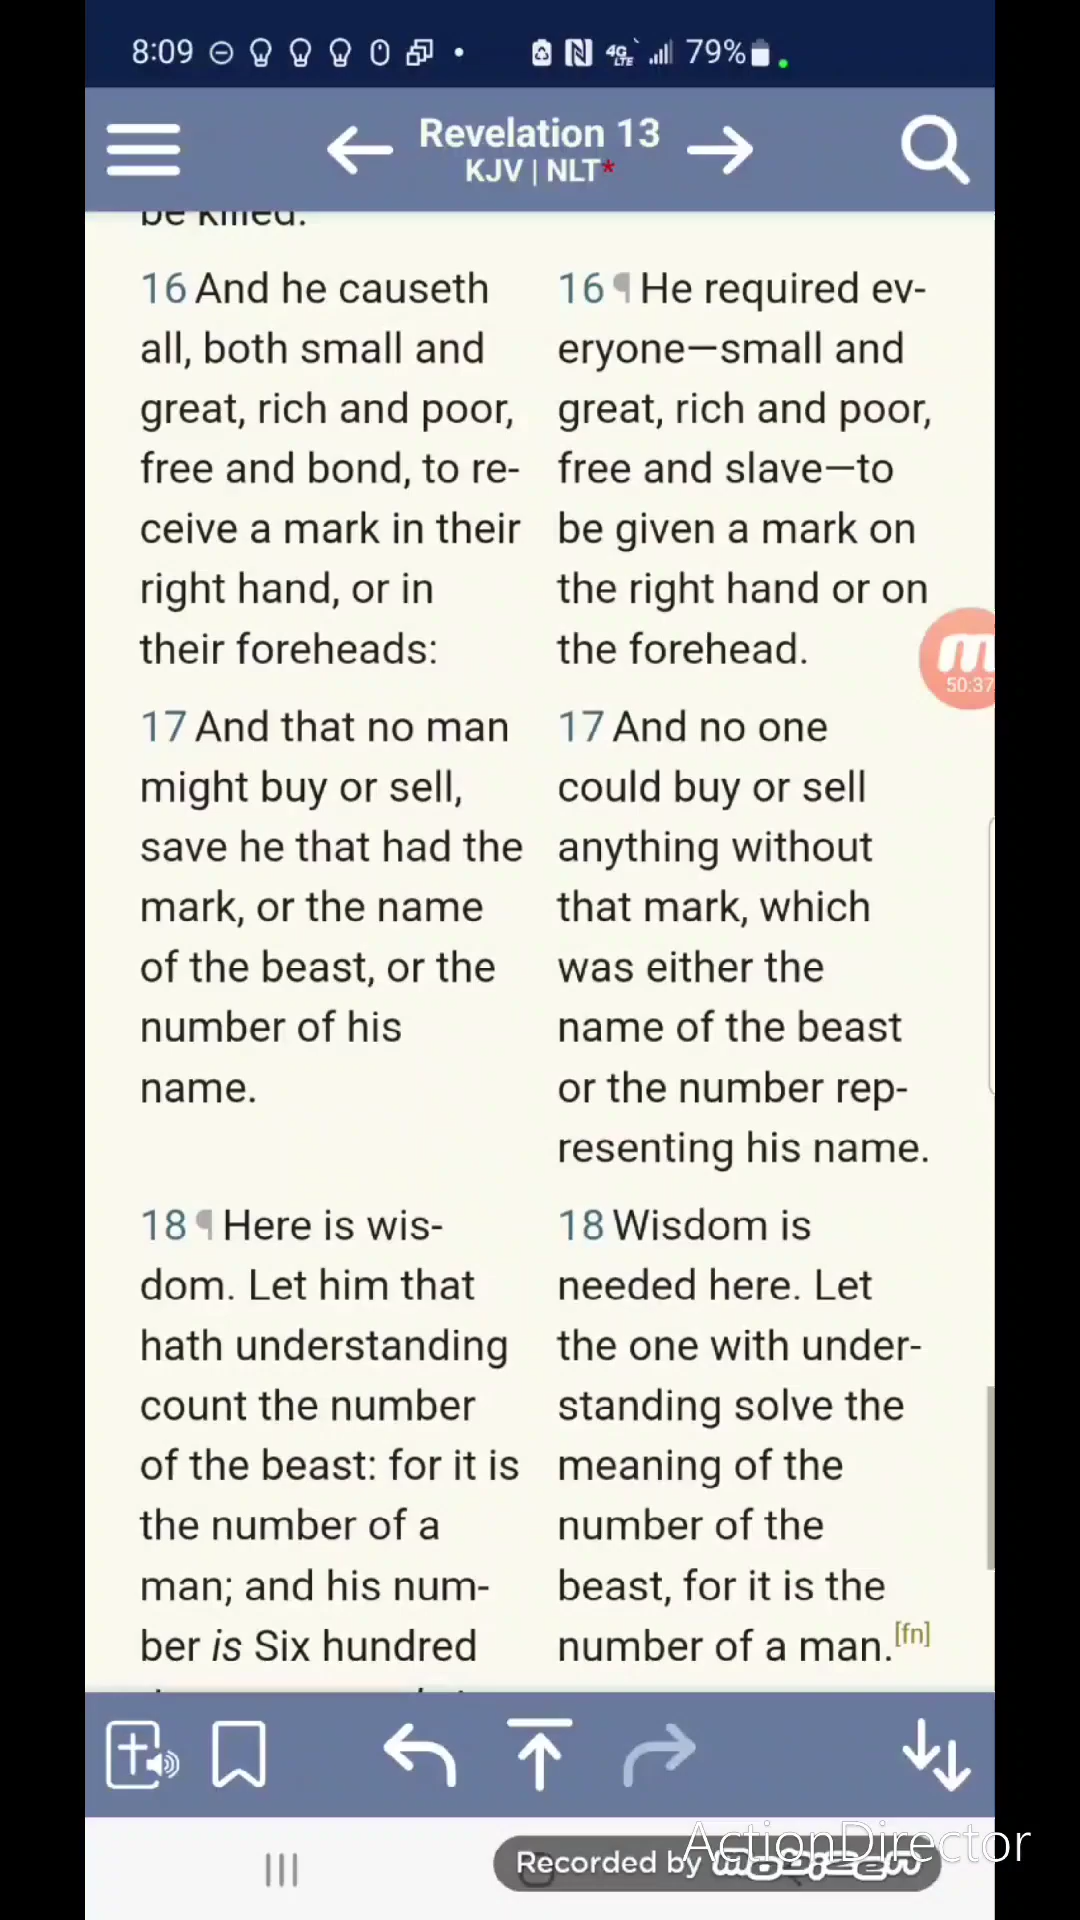 8:09
4G LTE 79%
Revelation 13
KJV | NLT*
be killed.
16 And he causeth
all, both small and
great, rich and poor,
free and bond, to re-
ceive a mark in their
right hand, or in
their foreheads:
17 And that no man
might buy or sell,
save he that had the
mark, or the name
of the beast, or the
number of his
name.
18 ¶ Here is wis-
dom. Let him that
hath understanding
count the number
of the beast: for it is
the number of a
man; and his num-
ber is Six hundred
16 ¶ He required ev-
eryone—small and
great, rich and poor,
free and slave—to
be given a mark on
the right hand or on
the forehead.
17 And no one
could buy or sell
anything without
that mark, which
was either the
name of the beast
or the number rep-
resenting his name.
18 Wisdom is
needed here. Let
the one with under-
standing solve the
meaning of the
number of the
beast, for it is the
number of a man.[fn]
m
50:37
ActionDirector
Recorded by mobizen